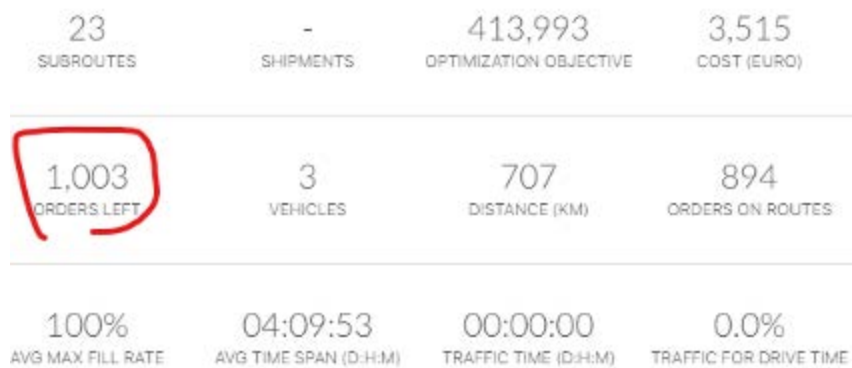 23 - 413,993 3,515
SUBROUTES SHIPMENTS OPTIMIZATION OBJECTIVE COST (EURO)
1,003 3 707 894
ORDERS LEFT VEHICLES DISTANCE (KM) ORDERS ON ROUTES
100% 04:09:53 00:00:00 0.0%
AVG MAX FILL RATE AVG TIME SPAN (D:H:M) TRAFFIC TIME (D:H:M) TRAFFIC FOR DRIVE TIME